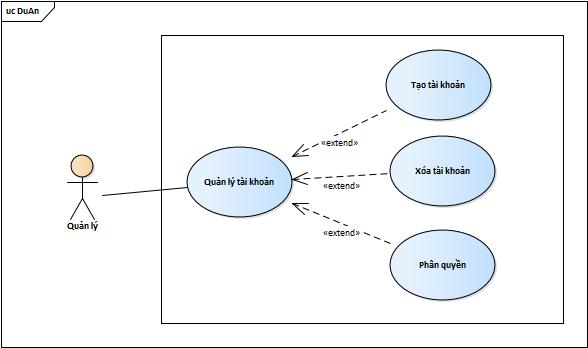 uc DuAn
Tạo tài khoản
«extend»
Xóa tài khoản
Quản lý tài khoản
«extend»
Quản lý
«extend»
Phân quyền